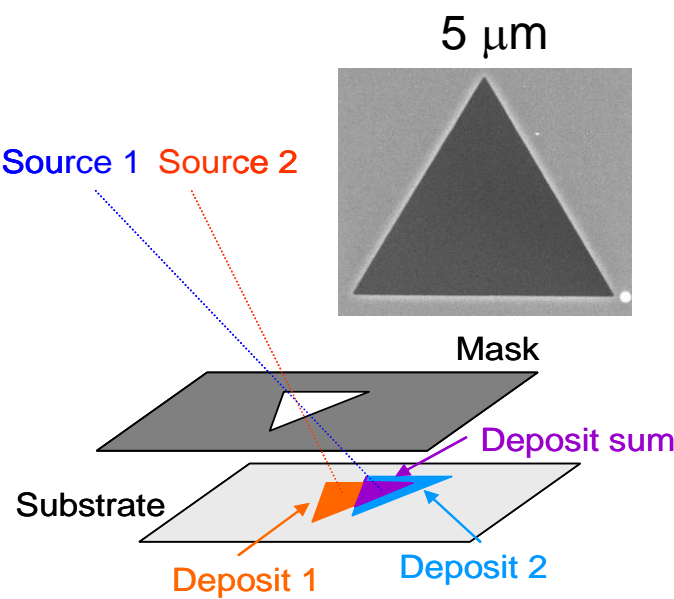 5 μm
Source 1 Source 2
Mask
Deposit sum
Substrate
Deposit 2
Deposit 1